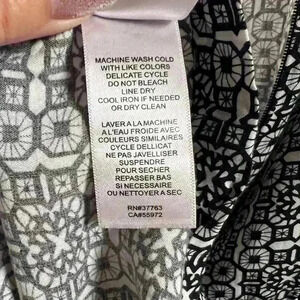 MACHINE WASH COLD
WITH LIKE COLORS
DELICATE CYCLE
DO NOT BLEACH
LINE DRY
COOL IRON IF NEEDED
OR DRY CLEAN
LAVER A LA MACHINE
A L'EAU FROIDE AVEC
COULEURS SIMILAIRES
CYCLE DELICAT
NE PAS JAVELLISER
SUSPENDRE
POUR SECHER
REPASSER BAS
SI NECESSAIRE
OU NETTOYER A SEC
RN#37763
CA#55972